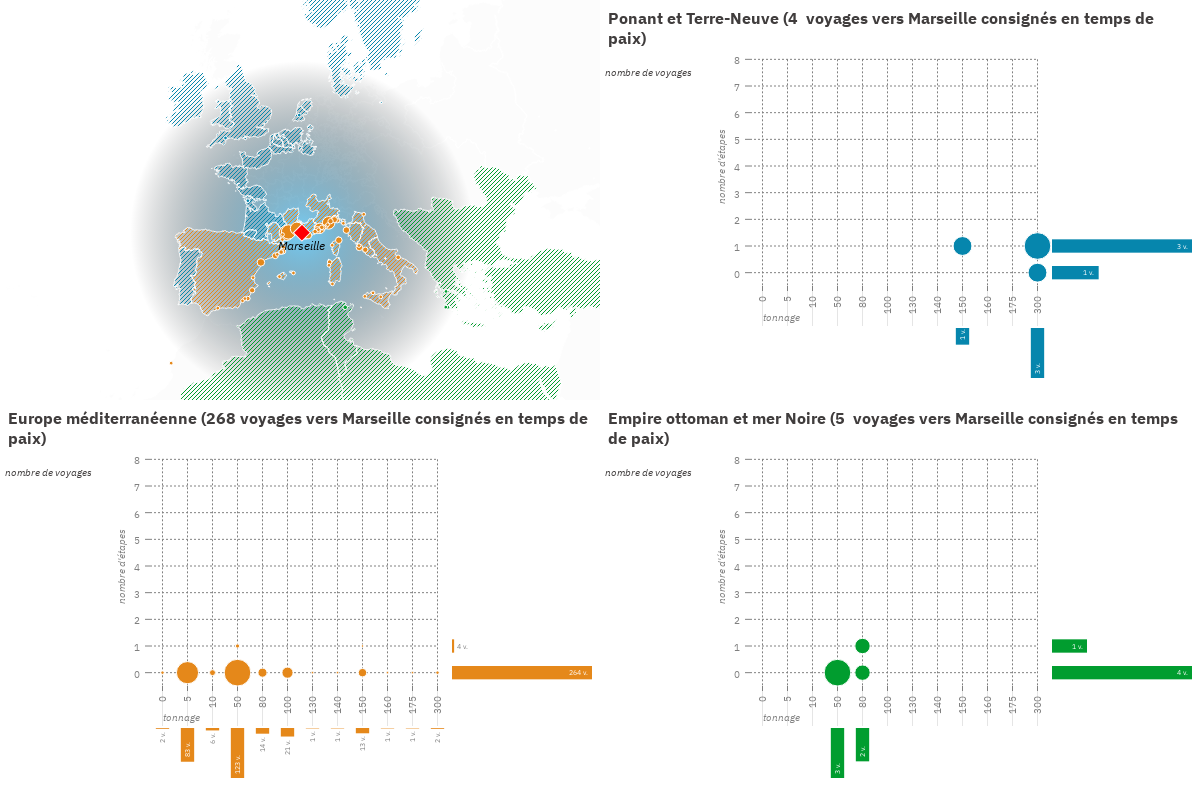 Marseille
Ponant et Terre-Neuve (4 voyages vers Marseille consignés en temps de
paix)
nombre de voyages
nombre d'étapes
8
7
6
5
4
3
2
1
0
3 v.
1 v.
0
5
10
50
80
100
130
140
150
160
175
300
tonnage
1 v.
3 v.
Europe méditerranéenne (268 voyages vers Marseille consignés en temps de
paix)
nombre de voyages
nombre d'étapes
8
7
6
5
4
3
2
1
0
4 v.
264 v.
0
5
10
50
80
100
130
140
150
160
175
300
tonnage
2 v.
83 v.
6 v.
123 v.
14 v.
21 v.
1 v.
1 v.
13 v.
1 v.
1 v.
2 v.
Empire ottoman et mer Noire (5 voyages vers Marseille consignés en temps
de paix)
nombre de voyages
nombre d'étapes
8
7
6
5
4
3
2
1
0
1 v.
4 v.
0
5
10
50
80
100
130
140
150
160
175
300
tonnage
3 v.
2 v.